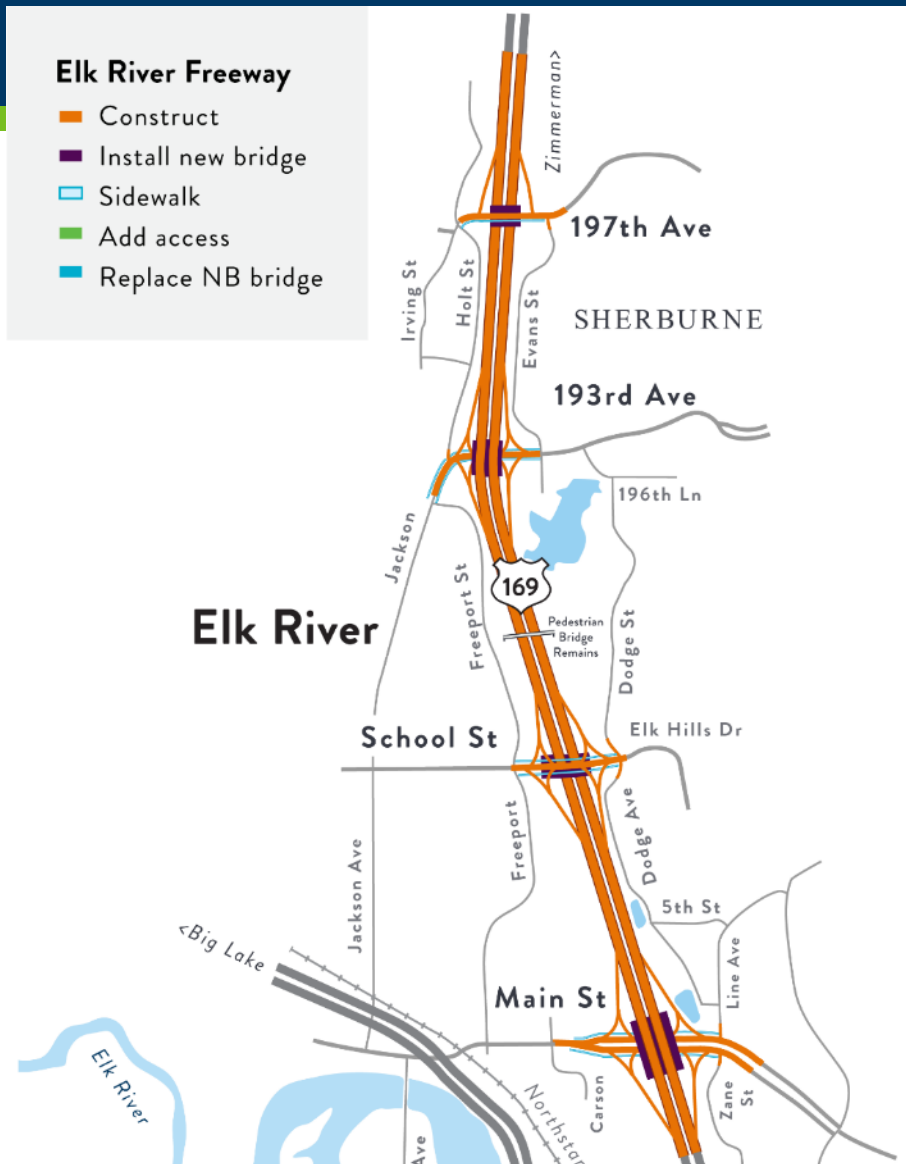 Elk River Freeway
Construct
Install new bridge
Sidewalk
Add access
Replace NB bridge
Zimmerman>
197th Ave
Irving St
Holt St
Evans St
SHERBURNE
193rd Ave
196th Ln
Jackson
Freeport St
169
Elk River
Pedestrian
Bridge
Remains
Dodge St
School St
Elk Hills Dr
Freeport
Dodge Ave
Jackson Ave
5th St
<Big Lake
Line Ave
Main St
Elk River
Northstar
Carson
Zane
St
Ave